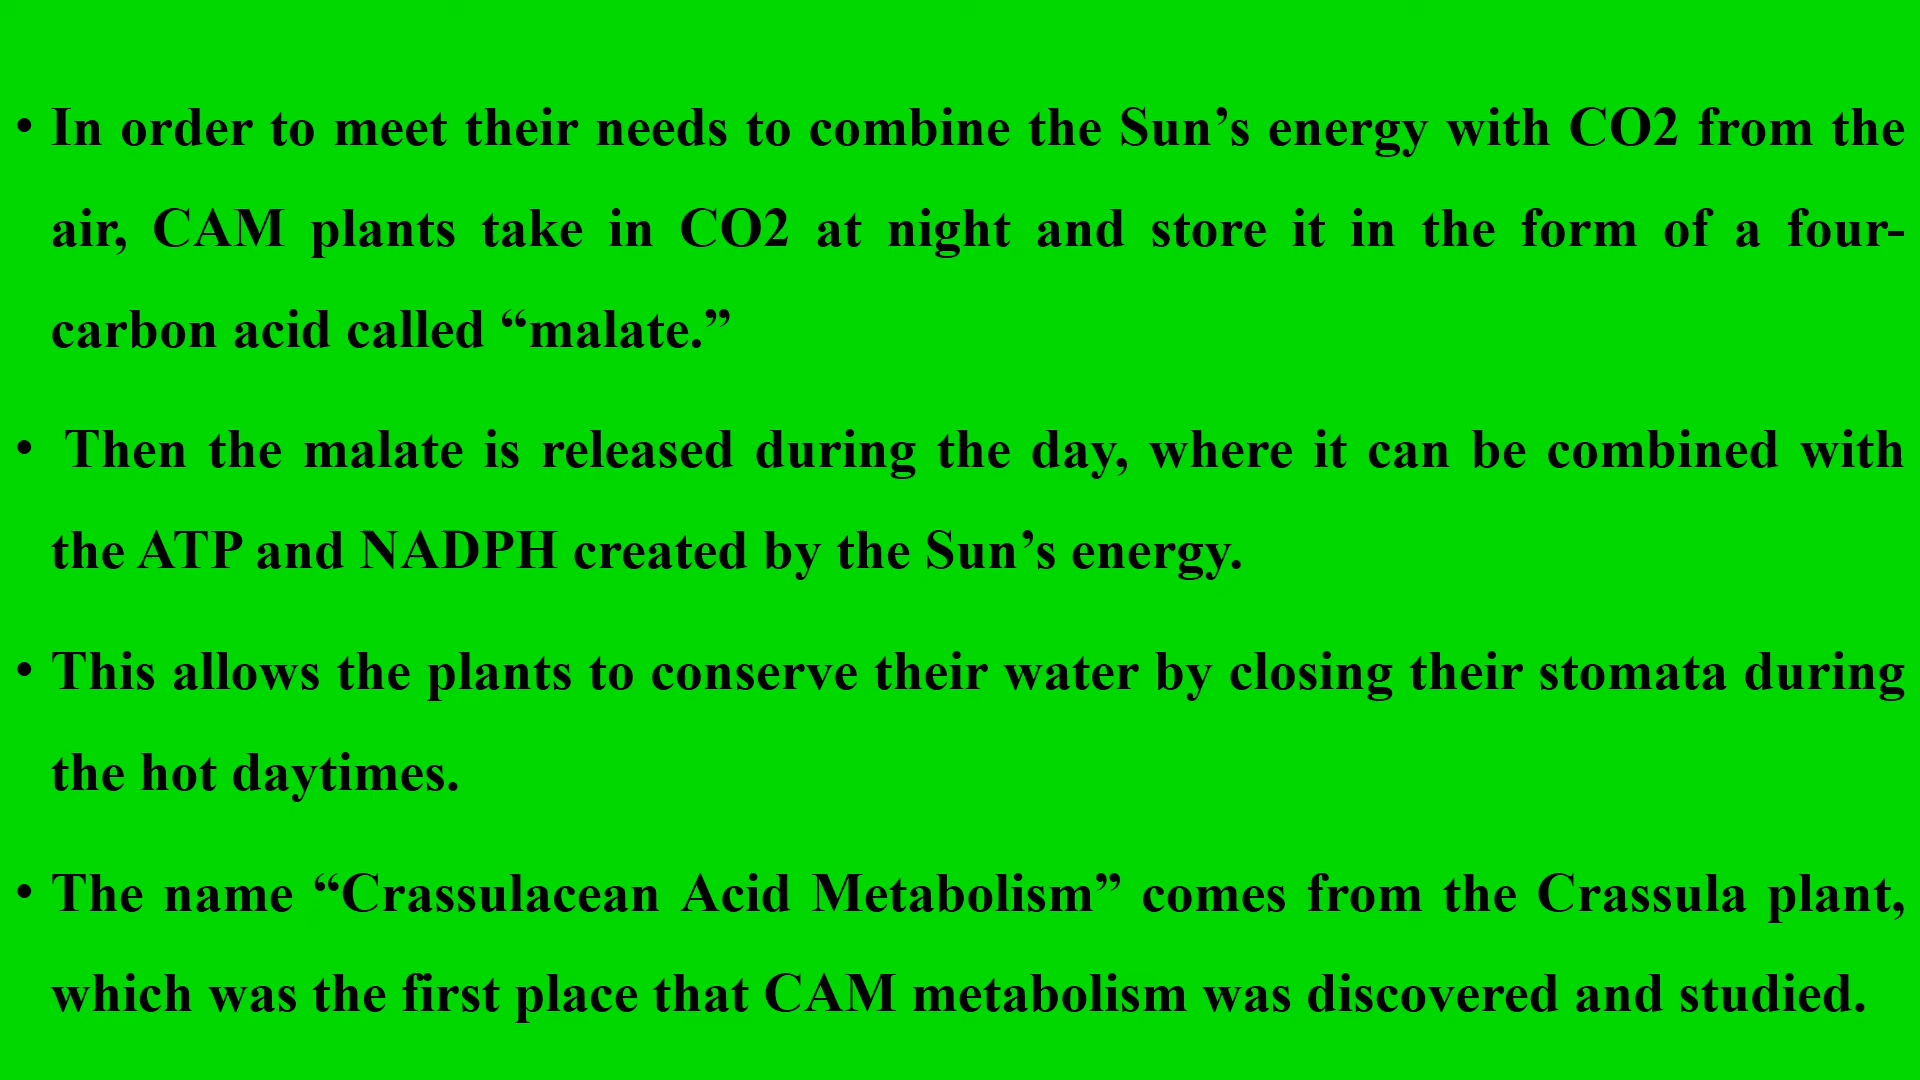 • In order to meet their needs to combine the Sun’s energy with CO2 from the
air, CAM plants take in CO2 at night and store it in the form of a four-
carbon acid called “malate.”
• Then the malate is released during the day, where it can be combined with
the ATP and NADPH created by the Sun’s energy.
• This allows the plants to conserve their water by closing their stomata during
the hot daytimes.
• The name “Crassulacean Acid Metabolism” comes from the Crassula plant,
which was the first place that CAM metabolism was discovered and studied.